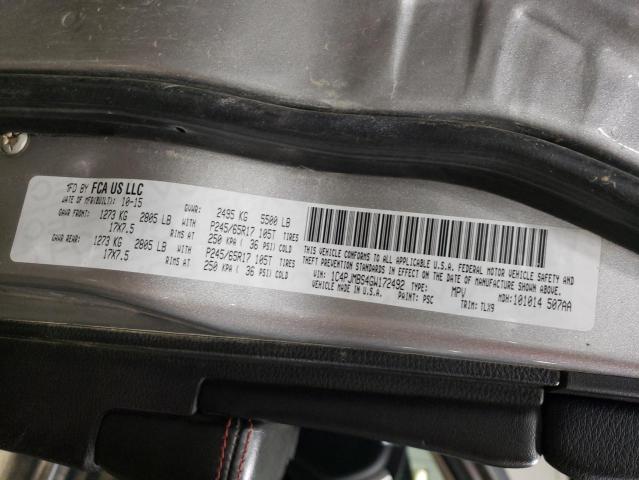 MFD BY FCA US LLC
DATE OF MFR(BUILT): 10-15 GVWR: 2495 KG 5500 LB
GAWR FRONT: 1273 KG 2805 LB WITH P245/65R17 105T TIRES
17X7.5 RIMS AT 250 KPA ( 36 PSI) COLD
GAWR REAR: 1273 KG 2805 LB WITH P245/65R17 105T TIRES
17X7.5 RIMS AT 250 KPA ( 36 PSI) COLD
THIS VEHICLE CONFORMS TO ALL APPLICABLE U.S.A. FEDERAL MOTOR VEHICLE SAFETY AND
THEFT PREVENTION STANDARDS IN EFFECT ON THE DATE OF MANUFACTURE SHOWN ABOVE.
VIN: 1C4PJMBS4GW172492 TYPE: MPV MDH: 101014 507AA
VEHICLE MADE IN U.S.A. PAINT: PSC TRIM: TLX9